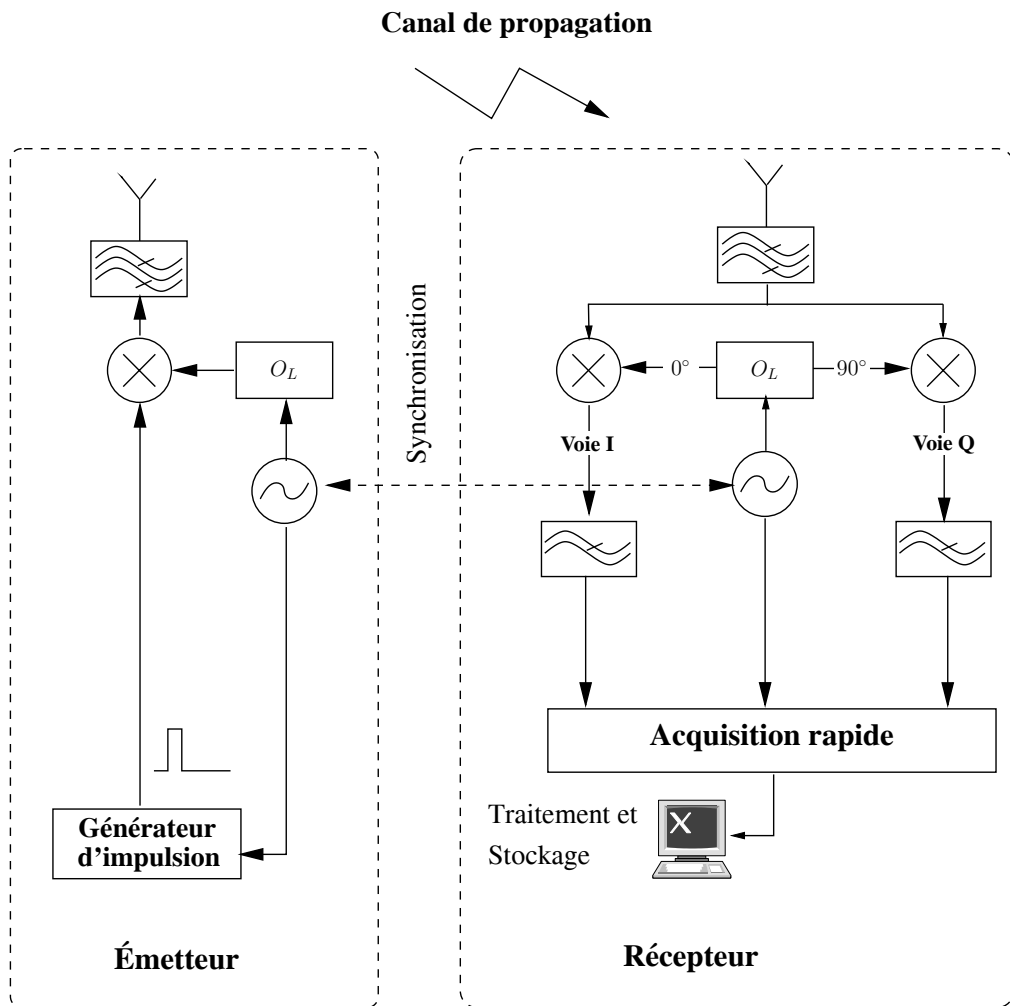 Canal de propagation
Synchronisation
O_L
Générateur
d'impulsion
Émetteur
0°
O_L
90°
Voie I
Voie Q
Acquisition rapide
Traitement et
Stockage
X
Récepteur